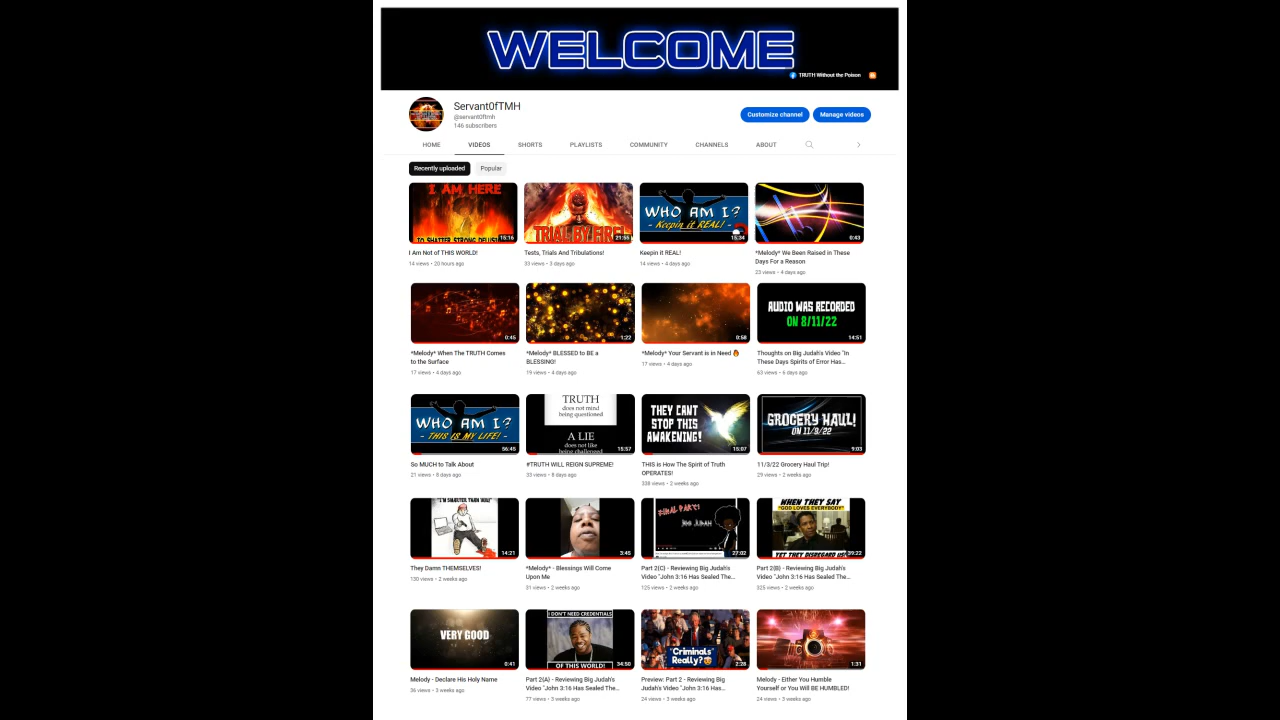 WELCOME
TRUTH Without the Poison
Servant0fTMH
@servant0ftmh
146 subscribers
Customize channel
Manage videos
HOME
VIDEOS
SHORTS
PLAYLISTS
COMMUNITY
CHANNELS
ABOUT
Recently uploaded
Popular
I AM HERE
TO SHATTER STRONG DELUSI
15:16
TRIAL BY FIRE!
21:55
WHO AM I?
- Keepin it REAL! -
15:34
0:43
I Am Not of THIS WORLD!
14 views • 20 hours ago
Tests, Trials And Tribulations!
33 views • 3 days ago
Keepin it REAL!
14 views • 4 days ago
*Melody* We Been Raised in These
Days For a Reason
23 views • 4 days ago
0:45
1:22
0:58
AUDIO WAS RECORDED
ON 8/11/22
14:51
*Melody* When The TRUTH Comes
to the Surface
17 views • 4 days ago
*Melody* BLESSED to BE a
BLESSING!
19 views • 4 days ago
*Melody* Your Servant is in Need 🔥
17 views • 4 days ago
Thoughts on Big Judah's Video "In
These Days Spirits of Error Has...
63 views • 6 days ago
WHO AM I?
- THIS IS MY LIFE! -
56:45
TRUTH
does not mind
being questioned
A LIE
does not like
being challenged
15:57
THEY CANT
STOP THIS
AWAKENING!
15:07
GROCERY HAUL!
ON 11/9/22
9:03
So MUCH to Talk About
21 views • 8 days ago
#TRUTH WILL REIGN SUPREME!
33 views • 8 days ago
THIS is How The Spirit of Truth
OPERATES!
338 views • 2 weeks ago
11/3/22 Grocery Haul Trip!
29 views • 2 weeks ago
"I'M SMARTER THAN YOU!"
14:21
3:45
FINAL PART!
BIG JUDAH
27:02
WHEN THEY SAY
"GOD LOVES EVERYBODY"
YET THEY DISREGARD US
39:22
They Damn THEMSELVES!
130 views • 2 weeks ago
*Melody* - Blessings Will Come
Upon Me
31 views • 2 weeks ago
Part 2(C) - Reviewing Big Judah's
Video "John 3:16 Has Sealed The...
125 views • 2 weeks ago
Part 2(B) - Reviewing Big Judah's
Video "John 3:16 Has Sealed The...
325 views • 2 weeks ago
VERY GOOD
0:41
I DON'T NEED CREDENTIALS
OF THIS WORLD!
34:50
"Criminals"
Really?
2:28
1:31
Melody - Declare His Holy Name
36 views • 3 weeks ago
Part 2(A) - Reviewing Big Judah's
Video "John 3:16 Has Sealed The...
77 views • 3 weeks ago
Preview: Part 2 - Reviewing Big
Judah's Video "John 3:16 Has...
24 views • 3 weeks ago
Melody - Either You Humble
Yourself or You Will BE HUMBLED!
24 views • 3 weeks ago